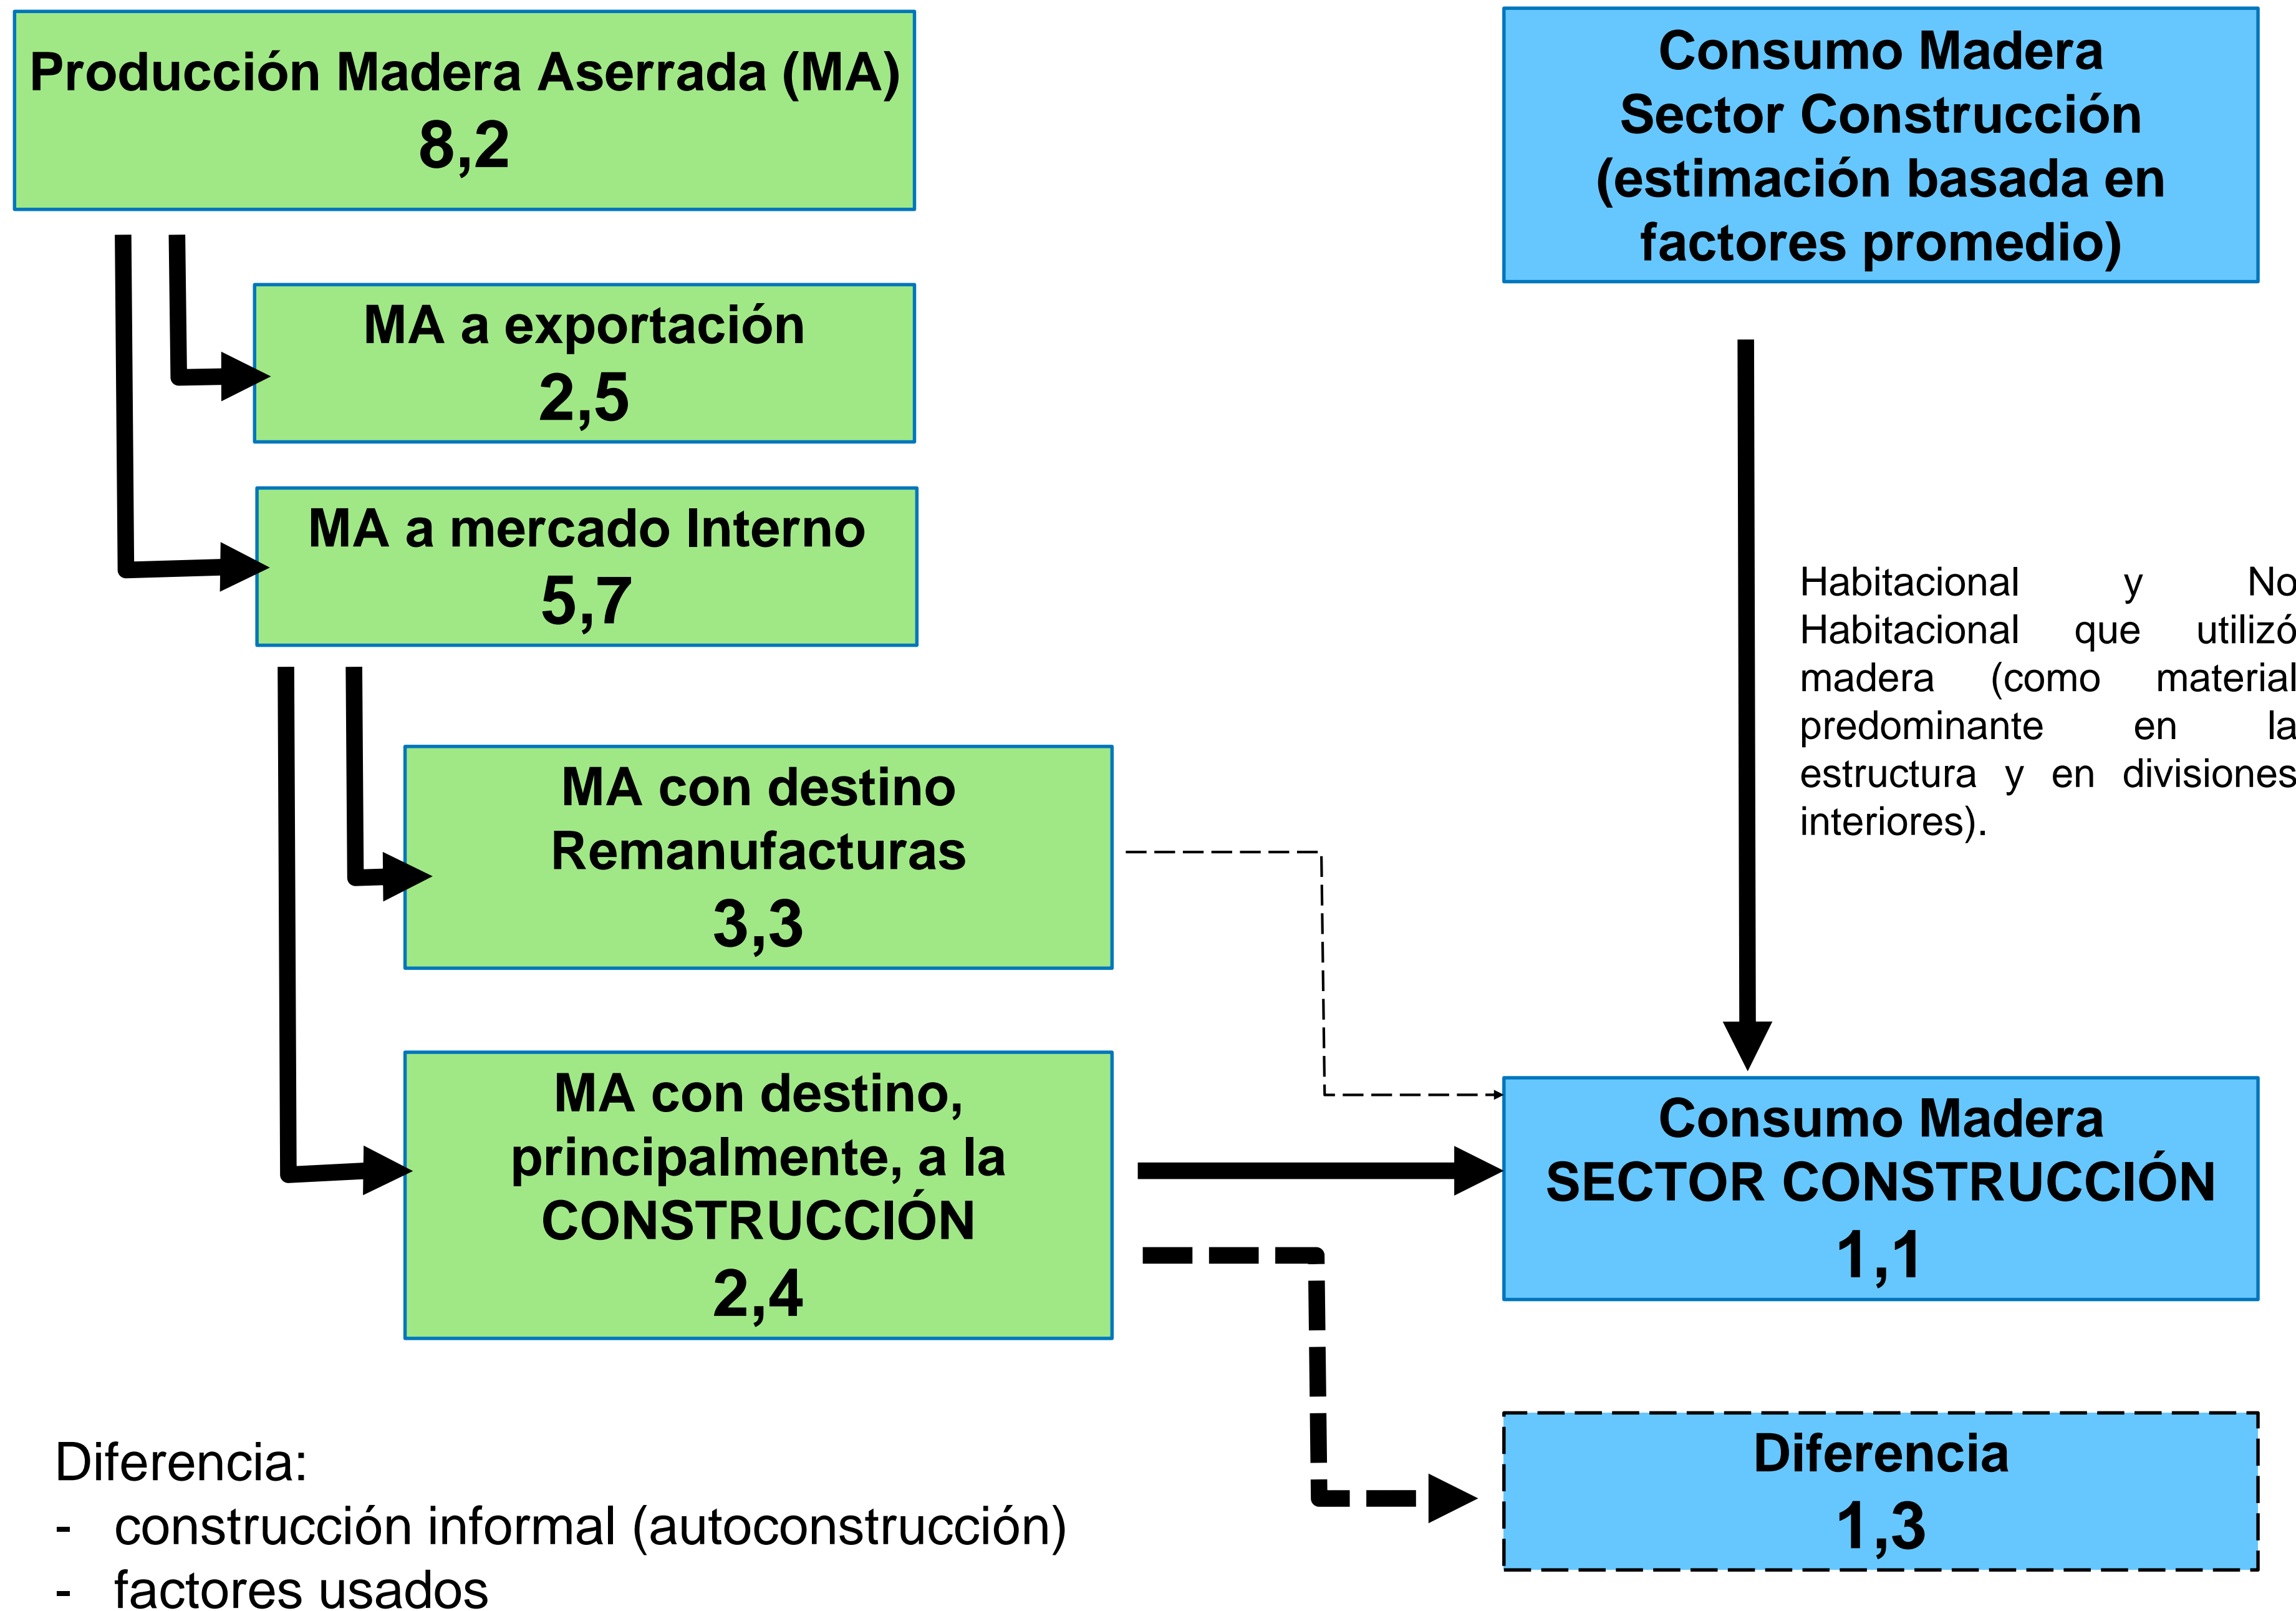 Producción Madera Aserrada (MA)
8,2
MA a exportación
2,5
MA a mercado Interno
5,7
MA con destino
Remanufacturas
3,3
MA con destino,
principalmente, a la
CONSTRUCCIÓN
2,4
Consumo Madera
Sector Construcción
(estimación basada en
factores promedio)
Habitacional y No
Habitacional que utilizó
madera (como material
predominante en la
estructura y en divisiones
interiores).
Consumo Madera
SECTOR CONSTRUCCIÓN
1,1
Diferencia
1,3
Diferencia:
- construcción informal (autoconstrucción)
- factores usados